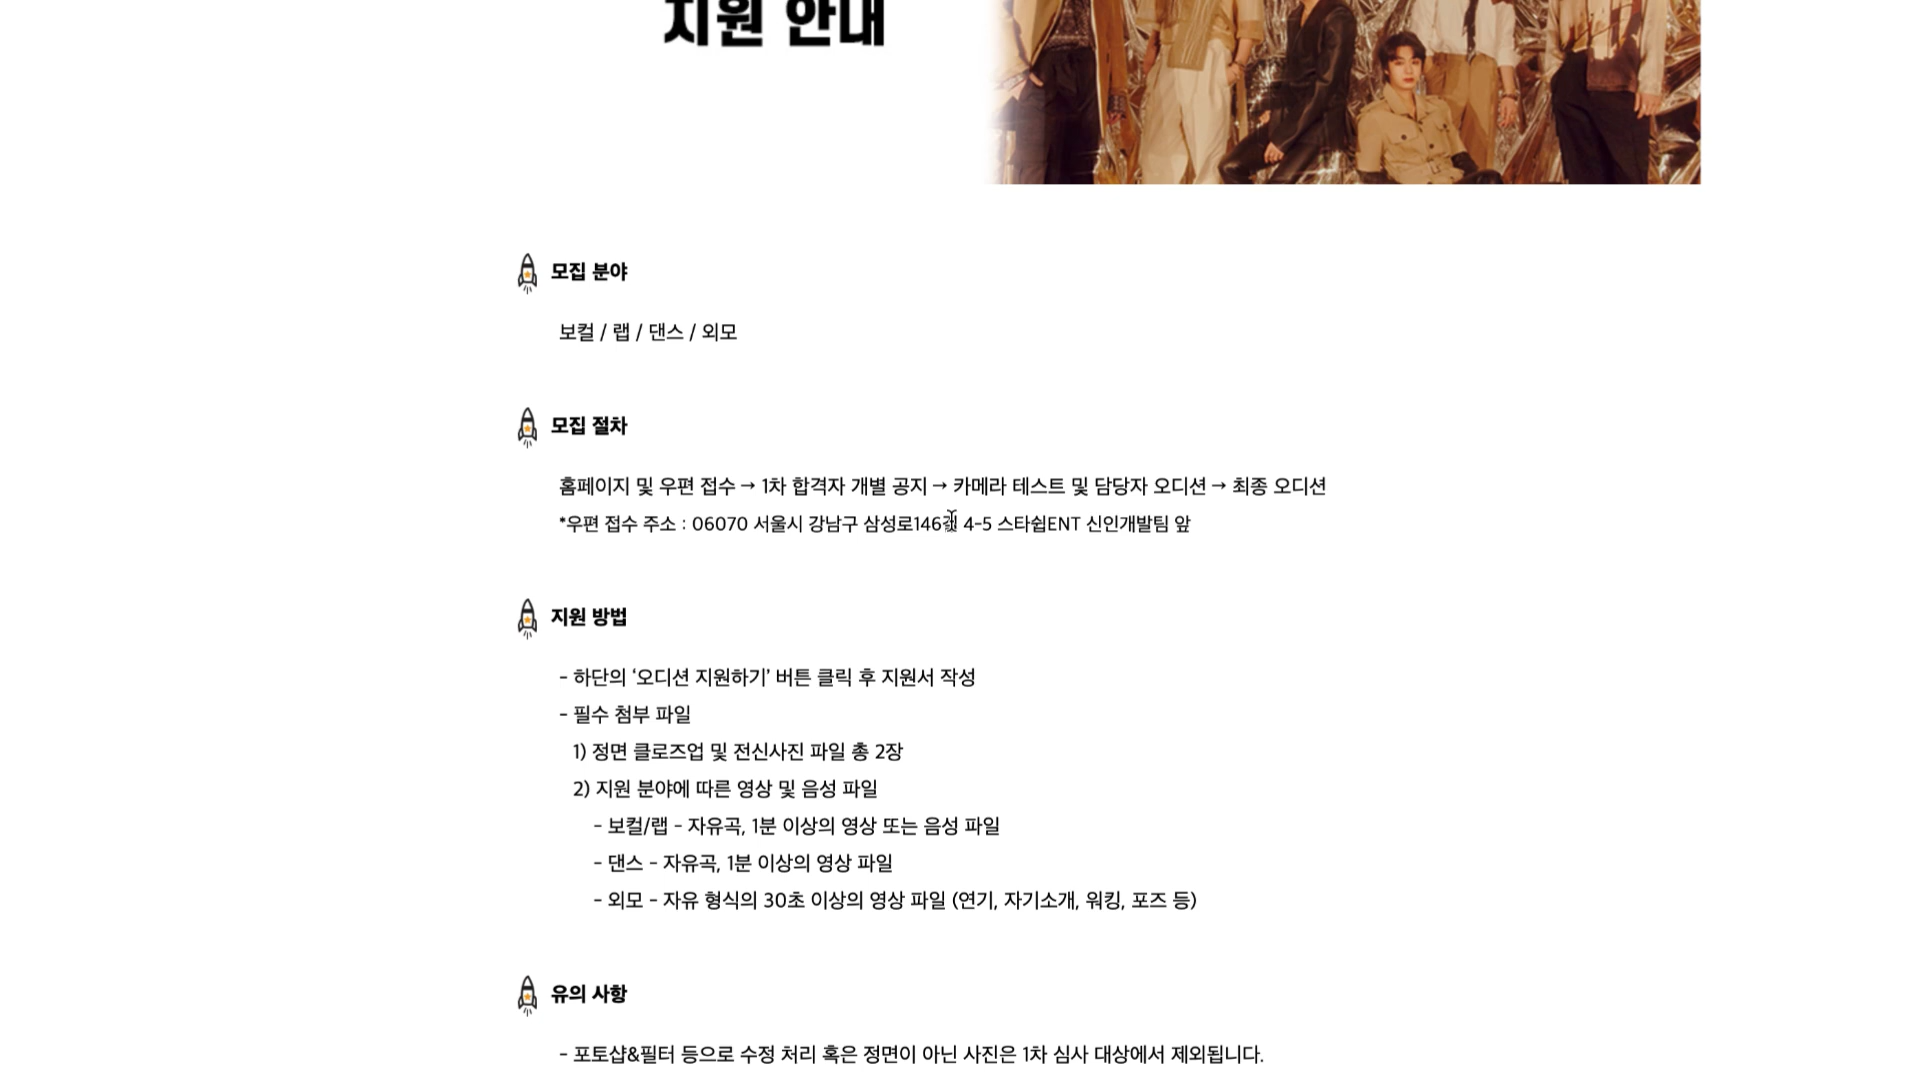 지원 안내
모집 분야
보컬 / 랩 / 댄스 / 외모
모집 절차
홈페이지 및 우편 접수 → 1차 합격자 개별 공지 → 카메라 테스트 및 담당자 오디션 → 최종 오디션
*우편 접수 주소 : 06070 서울시 강남구 삼성로146길 4-5 스타쉽ENT 신인개발팀 앞
지원 방법
- 하단의 ‘오디션 지원하기’ 버튼 클릭 후 지원서 작성
- 필수 첨부 파일
1) 정면 클로즈업 및 전신사진 파일 총 2장
2) 지원 분야에 따른 영상 및 음성 파일
- 보컬/랩 - 자유곡, 1분 이상의 영상 또는 음성 파일
- 댄스 - 자유곡, 1분 이상의 영상 파일
- 외모 - 자유 형식의 30초 이상의 영상 파일 (연기, 자기소개, 워킹, 포즈 등)
유의 사항
- 포토샵&필터 등으로 수정 처리 혹은 정면이 아닌 사진은 1차 심사 대상에서 제외됩니다.